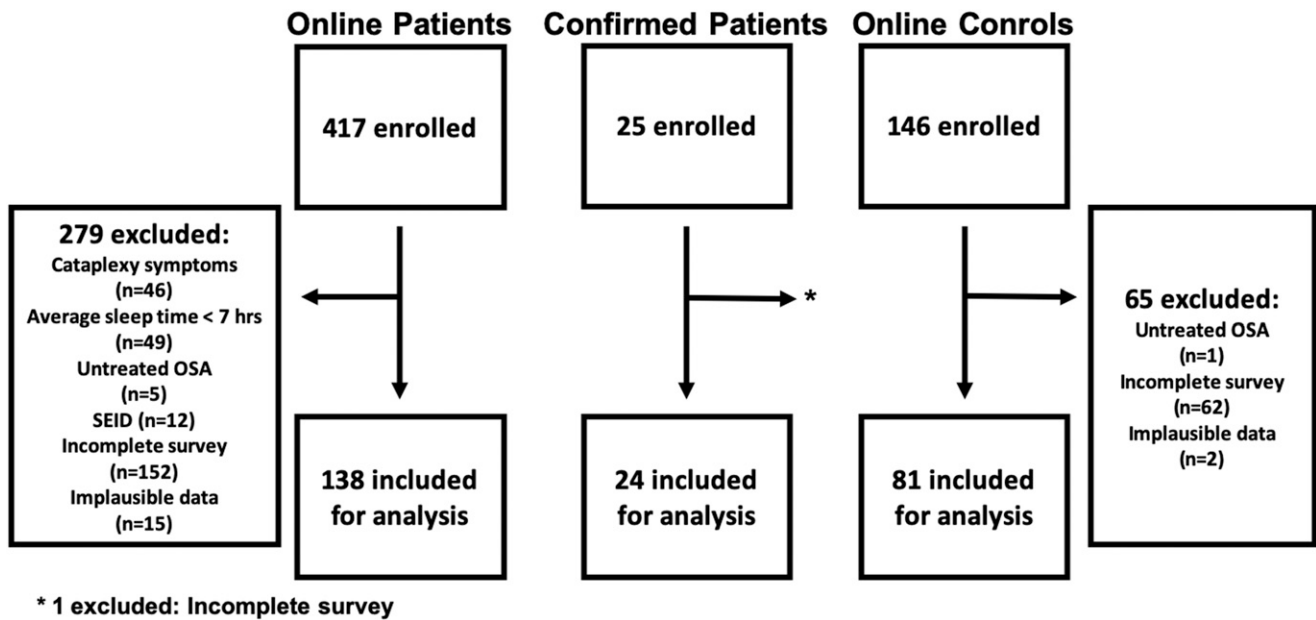 Online Patients
Confirmed Patients
Online Conrols
417 enrolled
25 enrolled
146 enrolled
279 excluded:
Cataplexy symptoms
(n=46)
Average sleep time < 7 hrs
(n=49)
Untreated OSA
(n=5)
SEID (n=12)
Incomplete survey
(n=152)
Implausible data
(n=15)
*
65 excluded:
Untreated OSA
(n=1)
Incomplete survey
(n=62)
Implausible data
(n=2)
138 included
for analysis
24 included
for analysis
81 included
for analysis
* 1 excluded: Incomplete survey